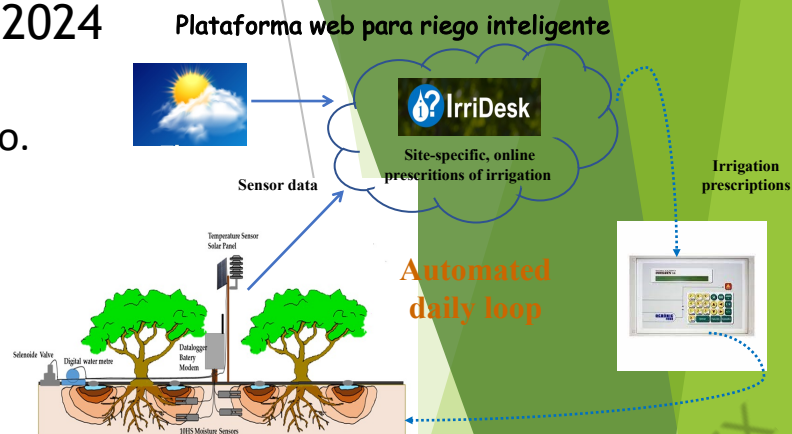 2024
Plataforma web para riego inteligente
o.
IrriDesk
Site-specific, online
prescritions of irrigation
Sensor data
Irrigation
prescriptions
Temperature Sensor
Solar Panel
Automated
daily loop
Datalogger
Batery
Modem
Selenoide Valve
Digital water metre
10HS Moisture Sensors